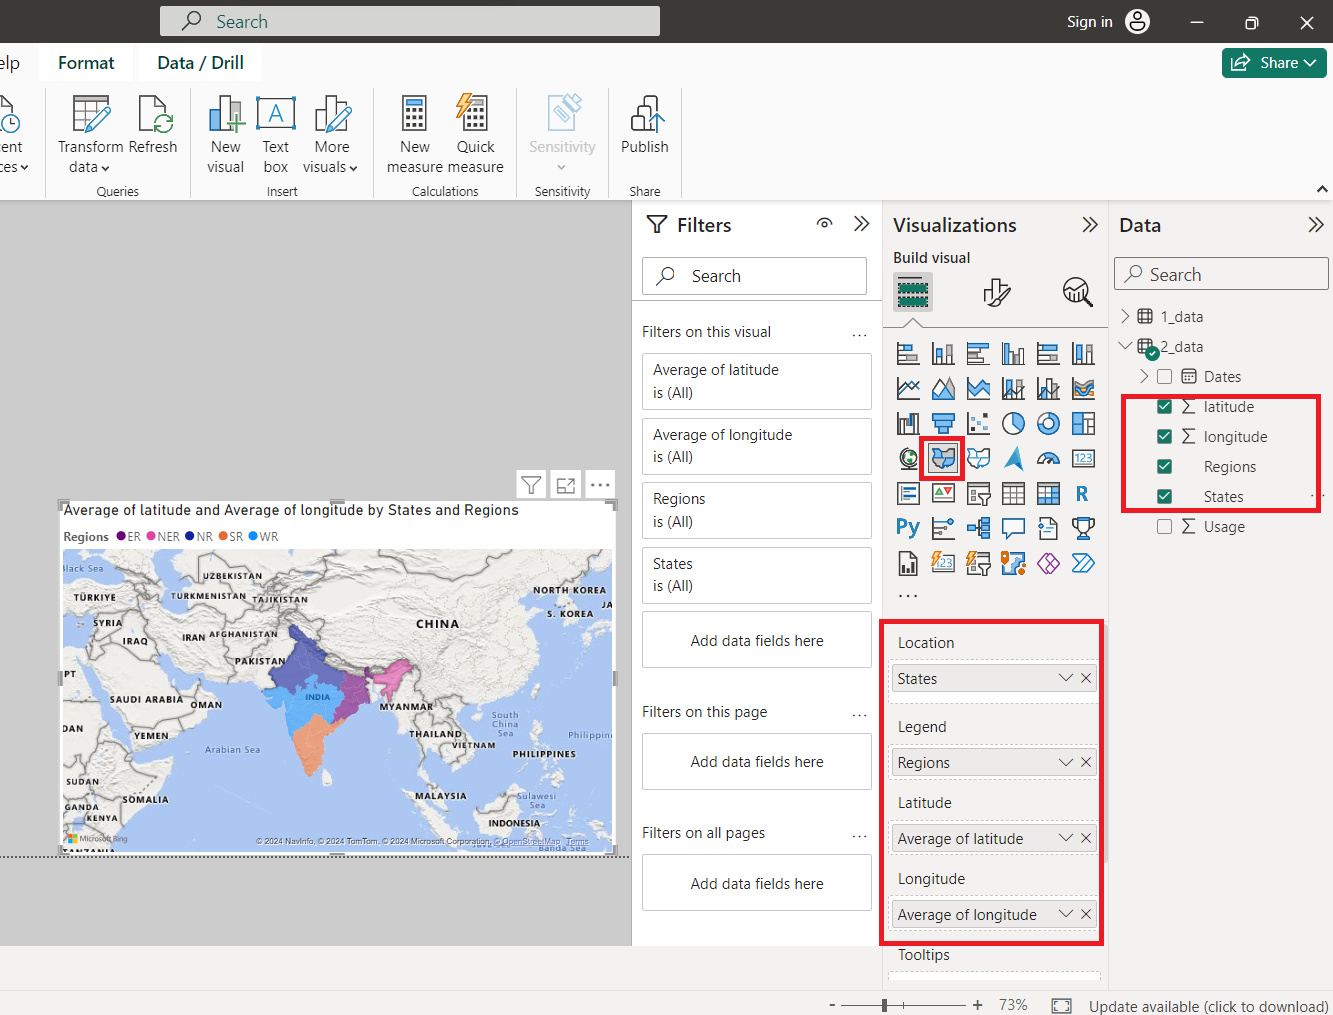 Search
Sign in
elp
Format
Data / Drill
Share
ent
ces
Transform
data
Refresh
Queries
New
visual
Text
box
More
visuals
Insert
New
measure
Quick
measure
Calculations
Sensitivity
Sensitivity
Publish
Share
Filters
Search
Filters on this visual
...
Average of latitude
is (All)
Average of longitude
is (All)
Regions
is (All)
States
is (All)
Add data fields here
Filters on this page
...
Add data fields here
Filters on all pages
...
Add data fields here
Visualizations
Build visual
123
R
Py
123
...
Location
States
Legend
Regions
Latitude
Average of latitude
Longitude
Average of longitude
Tooltips
Data
Search
1_data
2_data
Dates
latitude
longitude
Regions
States
...
Usage
Average of latitude and Average of longitude by States and Regions
Regions ER NER NR SR WR
Black Sea
UZBEKISTAN
NORTH KOREA
TÜRKIYE
TURKMENISTAN
TAJIKISTAN
JA
S. KOREA
SYRIA
CHINA
IRAQ
IRAN
AFGHANISTAN
PAKISTAN
PT
SAUDI ARABIA
OMAN
INDIA
MYANMAR
South
China
Sea
DAN
YEMEN
Arabian Sea
THAILAND
VIETNAM
Philippin
PHILIPPINES
SUDAN
SOMALIA
GANDA
KENYA
MALAYSIA
Sulawesi
Sea
INDONESIA
Microsoft Bing
© 2024 NavInfo, © 2024 TomTom, © 2024 Microsoft Corporation, © OpenStreetMap Terms
TANZANIA
Banda Sea
- + 73%
Update available (click to download)